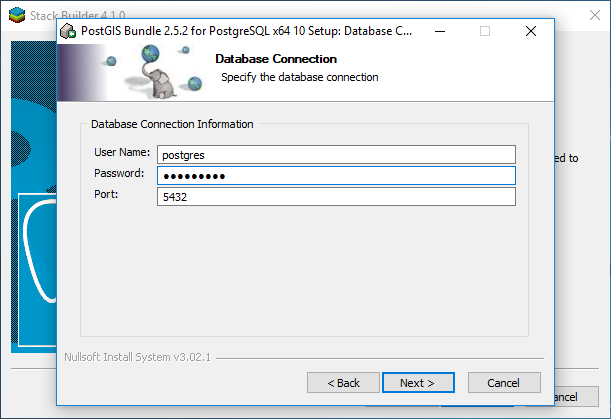 Stack Builder 4.1.0
PostGIS Bundle 2.5.2 for PostgreSQL x64 10 Setup: Database C...
Database Connection
Specify the database connection
ed to
Database Connection Information
User Name: postgres
Password: ●●●●●●●●●
Port: 5432
Nullsoft Install System v3.02.1
< Back Next > Cancel
ancel